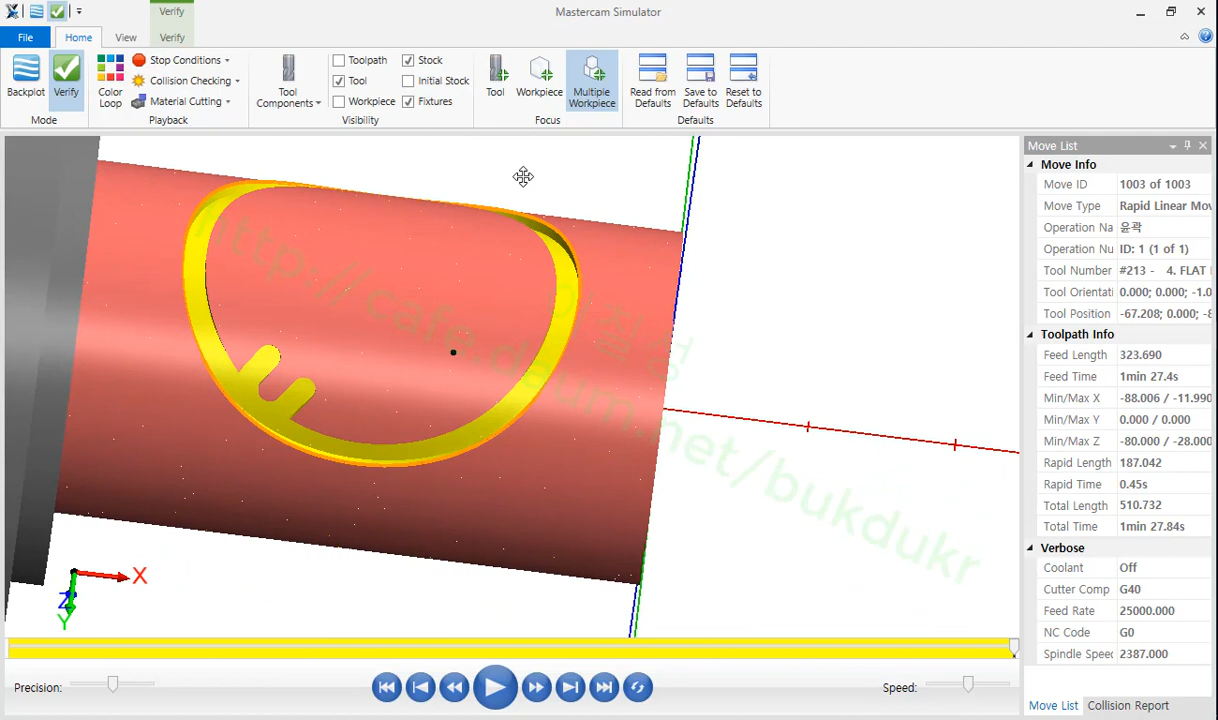 Verify
Mastercam Simulator
File
Home
View
Verify
Backplot
Verify
Mode
Color Loop
Stop Conditions
Collision Checking
Material Cutting
Playback
Tool Components
Toolpath
Tool
Workpiece
Stock
Initial Stock
Fixtures
Visibility
Tool
Workpiece
Multiple Workpiece
Focus
Read from Defaults
Save to Defaults
Reset to Defaults
Defaults
http://cafe.daum.net/bukdukr
X
Z
Y
Move List
Move Info
Move ID 1003 of 1003
Move Type Rapid Linear Mov
Operation Na 윤곽
Operation Nu ID: 1 (1 of 1)
Tool Number #213 - 4. FLAT
Tool Orientati 0.000; 0.000; -1.0
Tool Position -67.208; 0.000; -8
Toolpath Info
Feed Length 323.690
Feed Time 1min 27.4s
Min/Max X -88.006 / -11.990
Min/Max Y 0.000 / 0.000
Min/Max Z -80.000 / -28.000
Rapid Length 187.042
Rapid Time 0.45s
Total Length 510.732
Total Time 1min 27.84s
Verbose
Coolant Off
Cutter Comp G40
Feed Rate 25000.000
NC Code G0
Spindle Speed 2387.000
Precision:
Speed:
Move List
Collision Report